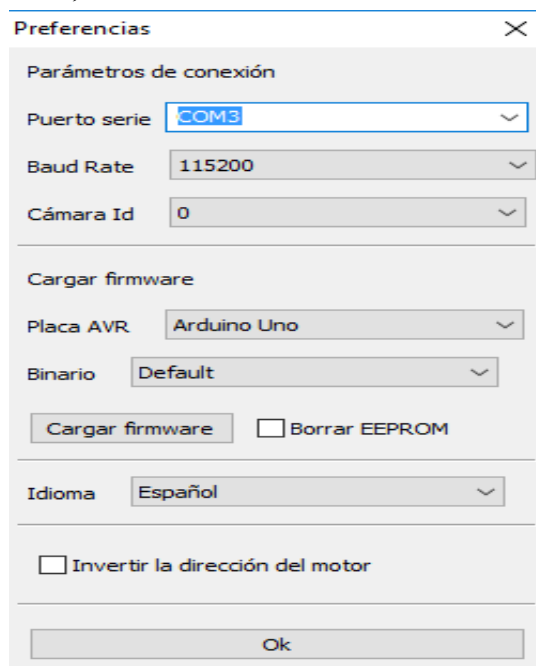 Preferencias
Parámetros de conexión
Puerto serie COM3
Baud Rate 115200
Cámara Id 0
Cargar firmware
Placa AVR Arduino Uno
Binario Default
Cargar firmware Borrar EEPROM
Idioma Español
Invertir la dirección del motor
Ok